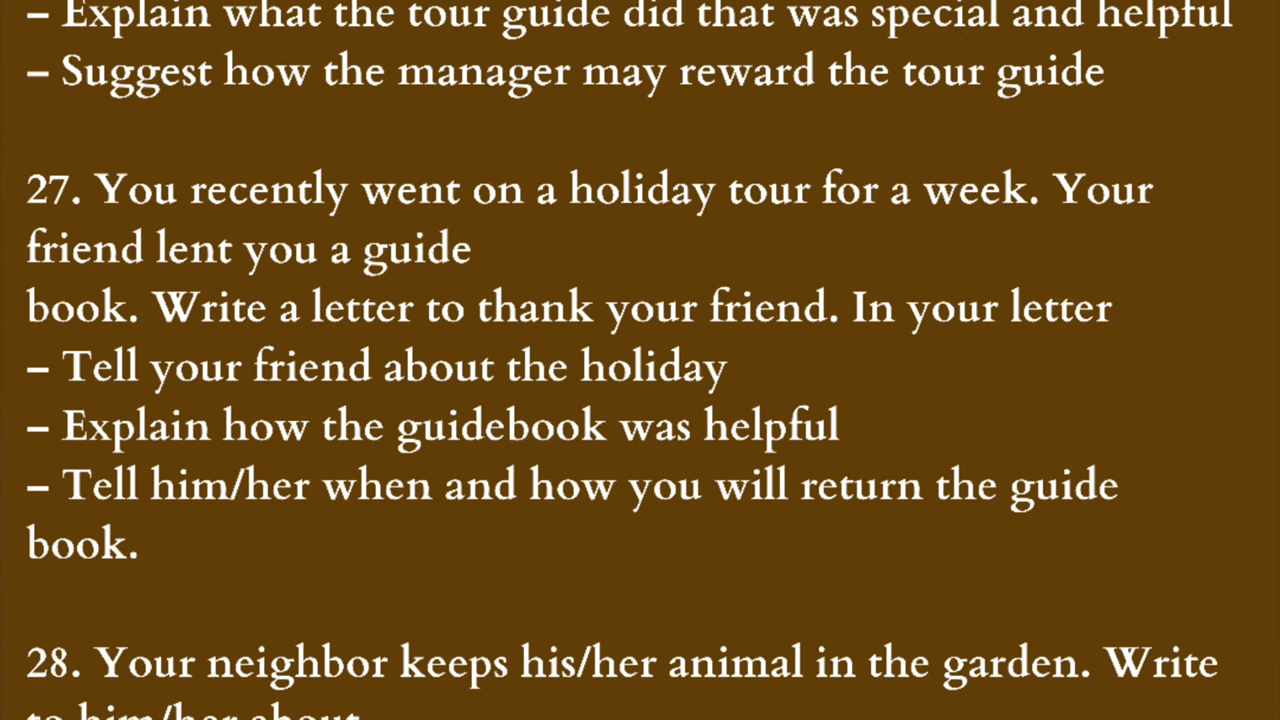 – Explain what the tour guide did that was special and helpful
– Suggest how the manager may reward the tour guide
27. You recently went on a holiday tour for a week. Your
friend lent you a guide
book. Write a letter to thank your friend. In your letter
– Tell your friend about the holiday
– Explain how the guidebook was helpful
– Tell him/her when and how you will return the guide
book.
28. Your neighbor keeps his/her animal in the garden. Write
to him/her about